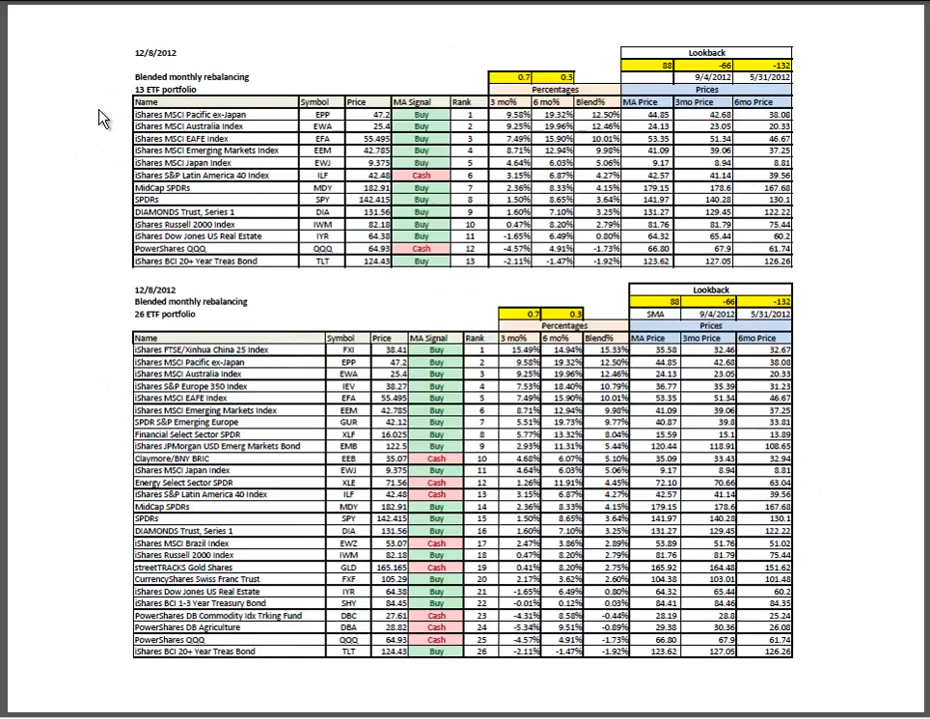 12/8/2012 Lookback
88 -66 -132
Blended monthly rebalancing 0.7 0.3 9/4/2012 5/31/2012
13 ETF portfolio Percentages Prices
Name Symbol Price MA Signal Rank 3 mo% 6 mo% Blend% MA Price 3mo Price 6mo Price
iShares MSCI Pacific ex-Japan EPP 47.2 Buy 1 9.58% 19.32% 12.50% 44.85 42.68 38.08
iShares MSCI Australia Index EWA 25.4 Buy 2 9.25% 19.96% 12.46% 24.13 23.05 20.33
iShares MSCI EAFE Index EFA 55.495 Buy 3 7.49% 15.90% 10.01% 53.35 51.34 46.67
iShares MSCI Emerging Markets Index EEM 42.785 Buy 4 8.71% 12.94% 9.98% 41.09 39.06 37.25
iShares MSCI Japan Index EWJ 9.375 Buy 5 4.64% 6.03% 5.06% 9.17 8.94 8.81
iShares S&P Latin America 40 Index ILF 42.48 Cash 6 3.15% 6.87% 4.27% 42.57 41.14 39.56
MidCap SPDRs MDY 182.91 Buy 7 2.36% 8.33% 4.15% 179.15 178.6 167.68
SPDRs SPY 142.415 Buy 8 1.50% 8.65% 3.64% 141.97 140.28 130.1
DIAMONDS Trust, Series 1 DIA 131.56 Buy 9 1.60% 7.10% 3.25% 131.27 129.45 122.22
iShares Russell 2000 Index IWM 82.18 Buy 10 0.47% 8.20% 2.79% 81.76 81.79 75.44
iShares Dow Jones US Real Estate IYR 64.38 Buy 11 -1.65% 6.49% 0.80% 64.32 65.44 60.2
PowerShares QQQ QQQ 64.93 Cash 12 -4.57% 4.91% -1.73% 66.80 67.9 61.74
iShares BCI 20+ Year Treas Bond TLT 124.43 Buy 13 -2.11% -1.47% -1.92% 123.62 127.05 126.26
12/8/2012 Lookback
Blended monthly rebalancing 88 -66 -132
26 ETF portfolio 0.7 0.3 SMA 9/4/2012 5/31/2012
Percentages Prices
Name Symbol Price MA Signal Rank 3 mo% 6 mo% Blend% MA Price 3mo Price 6mo Price
iShares FTSE/Xinhua China 25 Index FXI 38.41 Buy 1 15.49% 14.94% 15.33% 35.58 32.46 32.67
iShares MSCI Pacific ex-Japan EPP 47.2 Buy 2 9.58% 19.32% 12.50% 44.85 42.68 38.08
iShares MSCI Australia Index EWA 25.4 Buy 3 9.25% 19.96% 12.46% 24.13 23.05 20.33
iShares S&P Europe 350 Index IEV 38.27 Buy 4 7.53% 18.40% 10.79% 36.77 35.39 31.23
iShares MSCI EAFE Index EFA 55.495 Buy 5 7.49% 15.90% 10.01% 53.35 51.34 46.67
iShares MSCI Emerging Markets Index EEM 42.785 Buy 6 8.71% 12.94% 9.98% 41.09 39.06 37.25
SPDR S&P Emerging Europe GUR 42.12 Buy 7 5.51% 19.73% 9.77% 40.87 39.8 33.81
Financial Select Sector SPDR XLF 16.025 Buy 8 5.77% 13.32% 8.04% 15.59 15.1 13.89
iShares JPMorgan USD Emerg Markets Bond EMB 122.5 Buy 9 2.93% 11.31% 5.44% 120.44 118.91 108.65
Claymore/BNY BRIC EEB 35.07 Cash 10 4.68% 6.07% 5.10% 35.09 33.43 32.94
iShares MSCI Japan Index EWJ 9.375 Buy 11 4.64% 6.03% 5.06% 9.17 8.94 8.81
Energy Select Sector SPDR XLE 71.56 Cash 12 1.26% 11.91% 4.45% 72.10 70.66 63.04
iShares S&P Latin America 40 Index ILF 42.48 Cash 13 3.15% 6.87% 4.27% 42.57 41.14 39.56
MidCap SPDRs MDY 182.91 Buy 14 2.36% 8.33% 4.15% 179.15 178.6 167.68
SPDRs SPY 142.415 Buy 15 1.50% 8.65% 3.64% 141.97 140.28 130.1
DIAMONDS Trust, Series 1 DIA 131.56 Buy 16 1.60% 7.10% 3.25% 131.27 129.45 122.22
iShares MSCI Brazil Index EWZ 53.07 Cash 17 2.47% 3.86% 2.89% 53.89 51.76 51.02
iShares Russell 2000 Index IWM 82.18 Buy 18 0.47% 8.20% 2.79% 81.76 81.79 75.44
streetTRACKS Gold Shares GLD 165.165 Cash 19 0.41% 8.20% 2.75% 165.92 164.48 151.62
CurrencyShares Swiss Franc Trust FXF 105.29 Buy 20 2.17% 3.62% 2.60% 104.38 103.01 101.48
iShares Dow Jones US Real Estate IYR 64.38 Buy 21 -1.65% 6.49% 0.80% 64.32 65.44 60.2
iShares BCI 1-3 Year Treasury Bond SHY 84.45 Buy 22 -0.01% 0.12% 0.03% 84.41 84.46 84.35
PowerShares DB Commodity Idx Trking Fund DBC 27.61 Cash 23 -4.31% 8.58% -0.44% 28.19 28.8 25.24
PowerShares DB Agriculture DBA 28.82 Cash 24 -5.34% 9.51% -0.89% 29.38 30.36 26.08
PowerShares QQQ QQQ 64.93 Cash 25 -4.57% 4.91% -1.73% 66.80 67.9 61.74
iShares BCI 20+ Year Treas Bond TLT 124.43 Buy 26 -2.11% -1.47% -1.92% 123.62 127.05 126.26